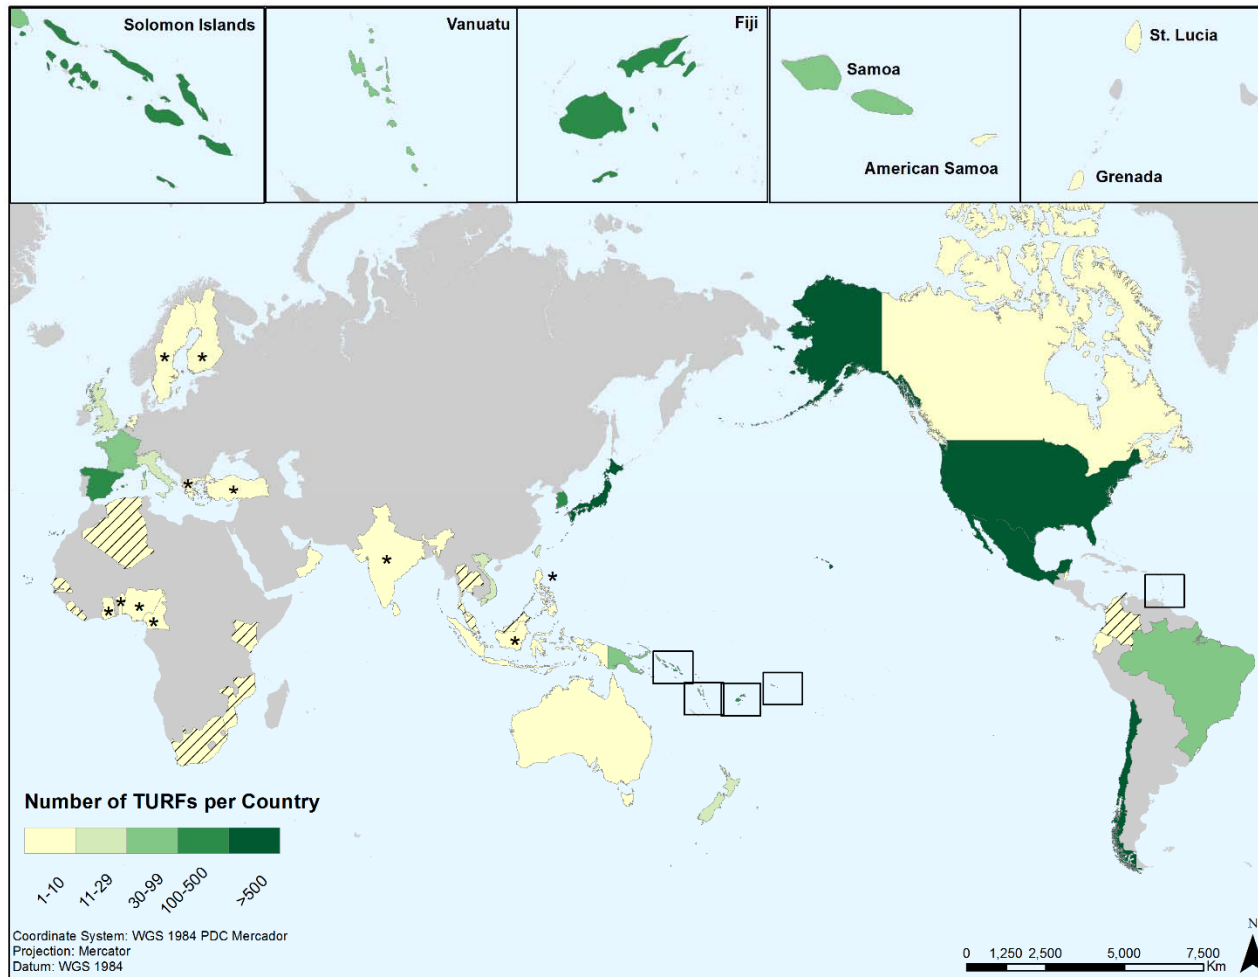 Solomon Islands
Vanuatu
Fiji
Samoa
American Samoa
St. Lucia
Grenada
*
*
*
*
*
*
*
*
*
*
*
Number of TURFs per Country
1-10
11-29
30-99
100-500
>500
Coordinate System: WGS 1984 PDC Mercador
Projection: Mercator
Datum: WGS 1984
N
0 1,250 2,500 5,000 7,500
Km